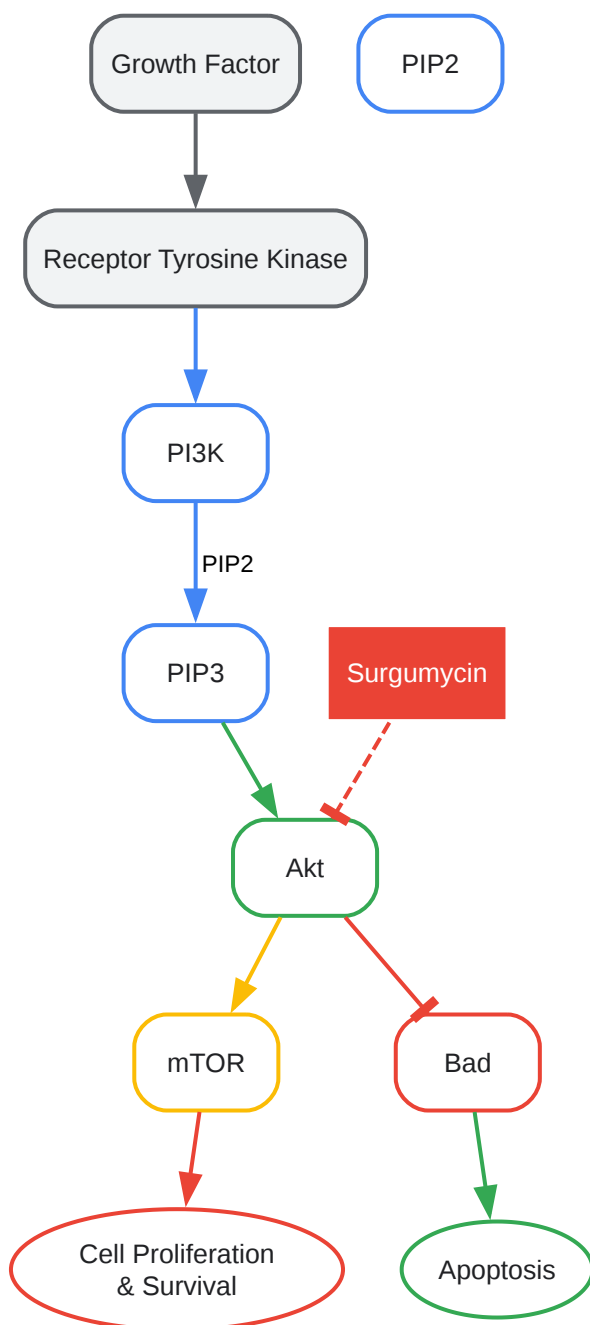 Growth Factor
PIP2
Receptor Tyrosine Kinase
PI3K
PIP2
PIP3
Surgumycin
Akt
mTOR
Bad
Cell Proliferation
& Survival
Apoptosis